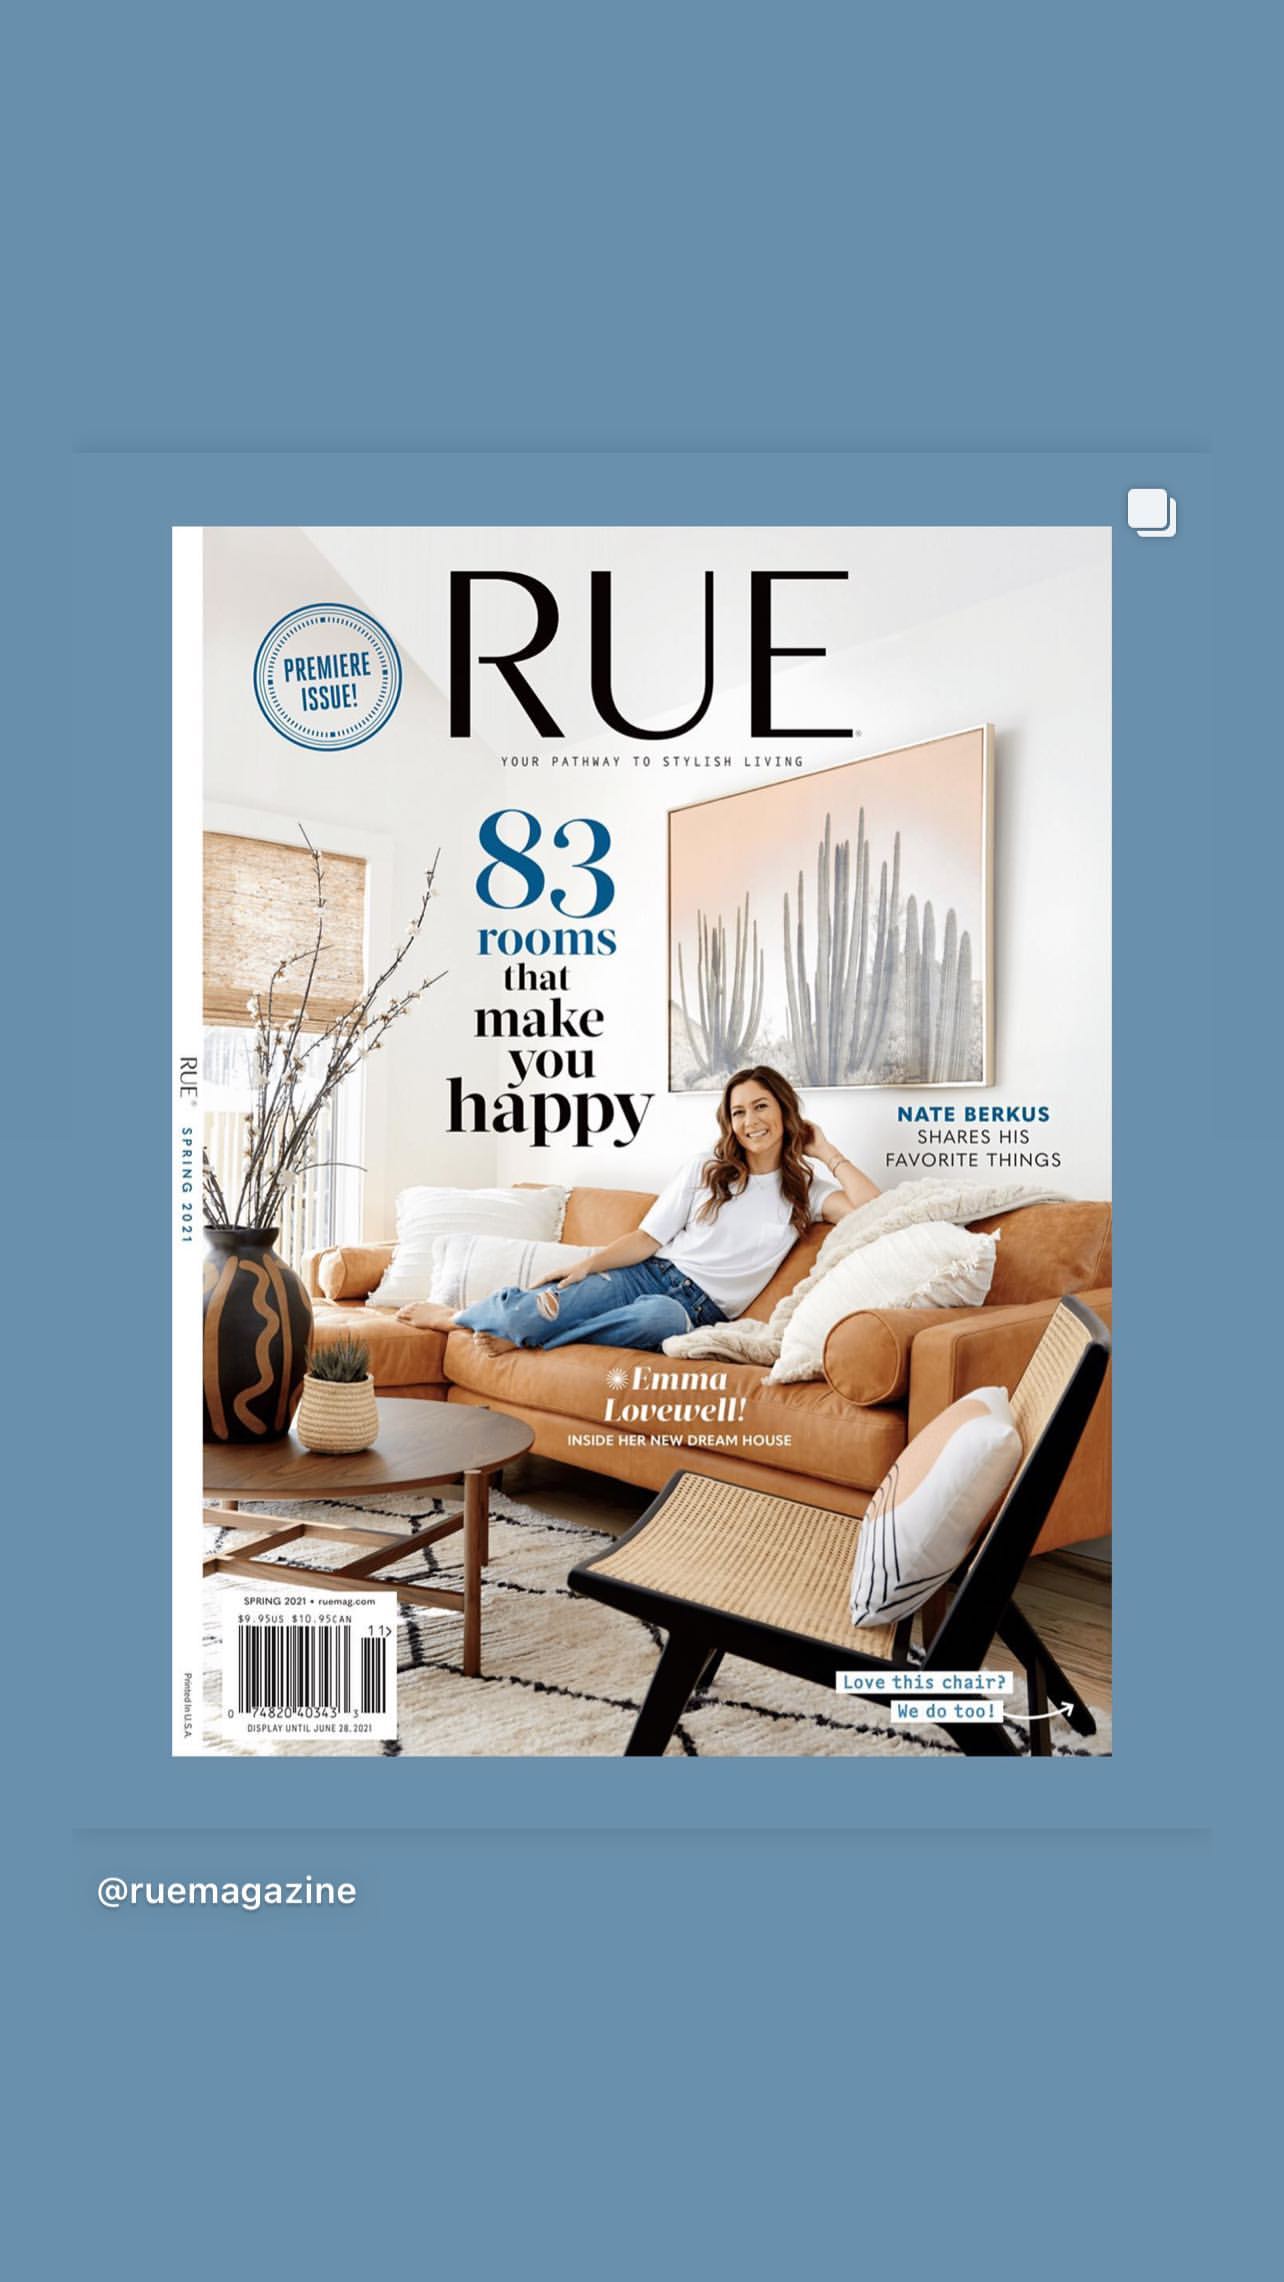 PREMIERE
ISSUE!
RUE®
YOUR PATHWAY TO STYLISH LIVING
83
rooms
that
make
you
happy
NATE BERKUS
SHARES HIS
FAVORITE THINGS
RUE®
SPRING 2021
Emma
Lovewell!
INSIDE HER NEW DREAM HOUSE
SPRING 2021 • ruemag.com
$9.95US $10.95CAN
11>
0 74820 40343 3
DISPLAY UNTIL JUNE 28, 2021
Printed in U.S.A.
Love this chair?
We do too!
@ruemagazine